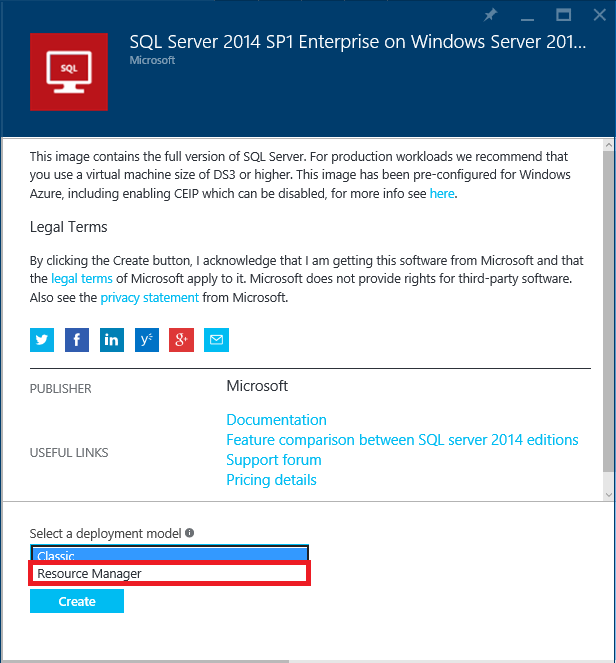 SQL
SQL Server 2014 SP1 Enterprise on Windows Server 201...
Microsoft
This image contains the full version of SQL Server. For production workloads we recommend that
you use a virtual machine size of DS3 or higher. This image has been pre-configured for Windows
Azure, including enabling CEIP which can be disabled, for more info see here.
Legal Terms
By clicking the Create button, I acknowledge that I am getting this software from Microsoft and that
the legal terms of Microsoft apply to it. Microsoft does not provide rights for third-party software.
Also see the privacy statement from Microsoft.
PUBLISHER
Microsoft
USEFUL LINKS
Documentation
Feature comparison between SQL server 2014 editions
Support forum
Pricing details
Select a deployment model
Classic
Resource Manager
Create